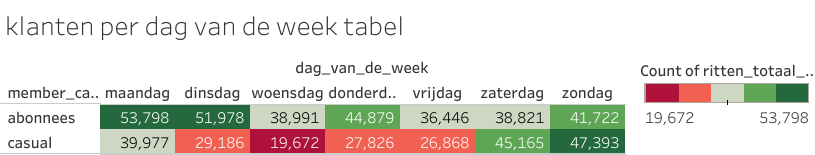 klanten per dag van de week tabel
dag_van_de_week
member_ca.. maandag dinsdag woensdag donderd.. vrijdag zaterdag zondag
abonnees 53,798 51,978 38,991 44,879 36,446 38,821 41,722
casual 39,977 29,186 19,672 27,826 26,868 45,165 47,393
Count of ritten_totaal_..
19,672 53,798